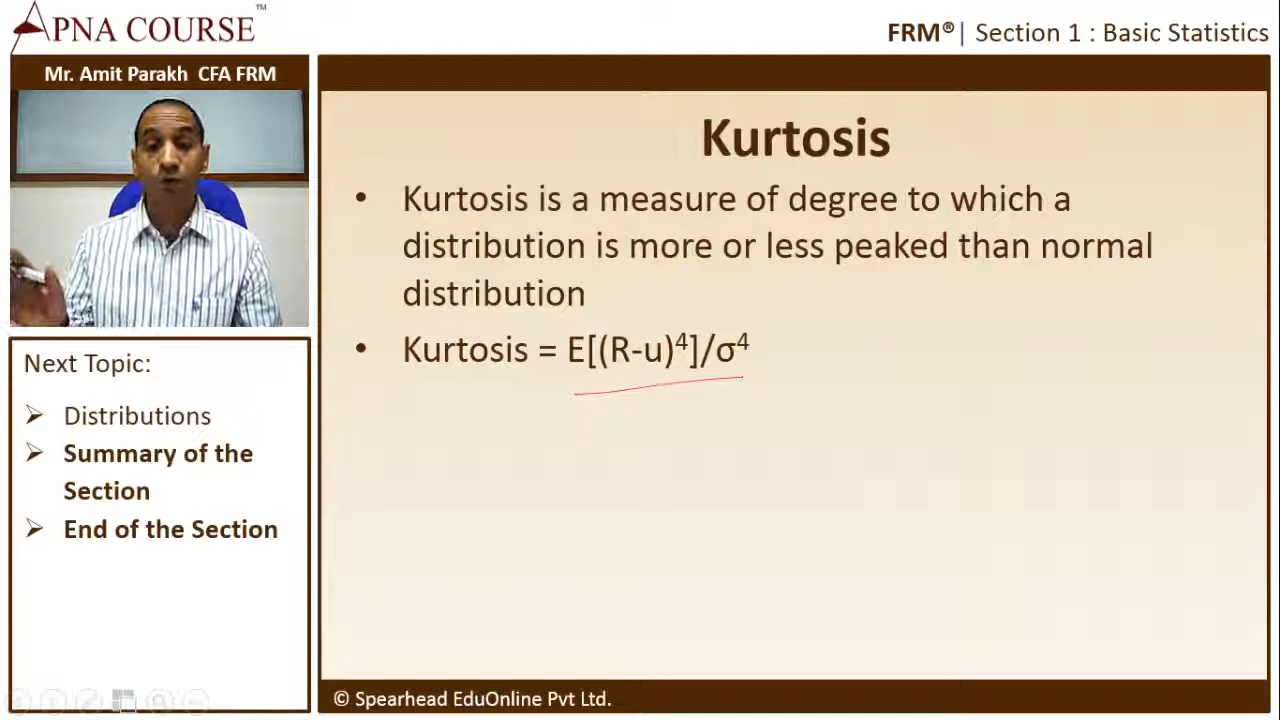 PNA COURSE™
FRM®| Section 1 : Basic Statistics
Mr. Amit Parakh CFA FRM
Kurtosis
• Kurtosis is a measure of degree to which a
distribution is more or less peaked than normal
distribution
• Kurtosis = E[(R-u)⁴]/σ⁴
Next Topic:
➢ Distributions
➢ Summary of the
Section
➢ End of the Section
© Spearhead EduOnline Pvt Ltd.